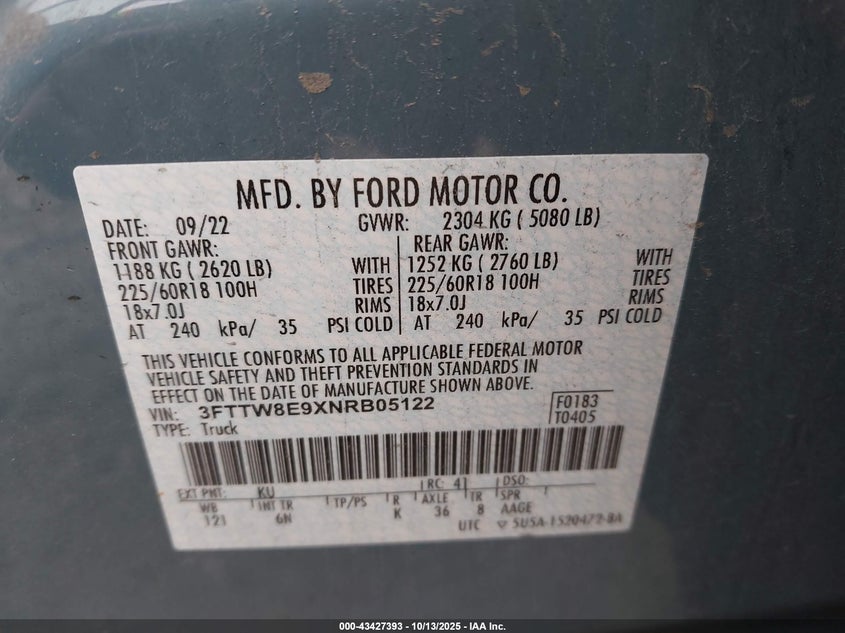 MFD. BY FORD MOTOR CO.
DATE: 09/22 GVWR: 2304 KG ( 5080 LB)
FRONT GAWR: REAR GAWR:
1188 KG ( 2620 LB) WITH 1252 KG ( 2760 LB) WITH
225/60R18 100H TIRES 225/60R18 100H TIRES
18x7.0J RIMS 18x7.0J RIMS
AT 240 kPa/ 35 PSI COLD AT 240 kPa/ 35 PSI COLD
THIS VEHICLE CONFORMS TO ALL APPLICABLE FEDERAL MOTOR
VEHICLE SAFETY AND THEFT PREVENTION STANDARDS IN
EFFECT ON THE DATE OF MANUFACTURE SHOWN ABOVE.
VIN: 3FTTW8E9XNRB05122 F0183
TYPE: Truck T0405
EXT PNT: KU RC: 41 DSO:
WB INT TR TP/PS R AXLE TR SPR
121 6N K 36 8 AAGE
UTC 5U5A-1520472-BA
000-43427393 - 10/13/2025 - IAA Inc.